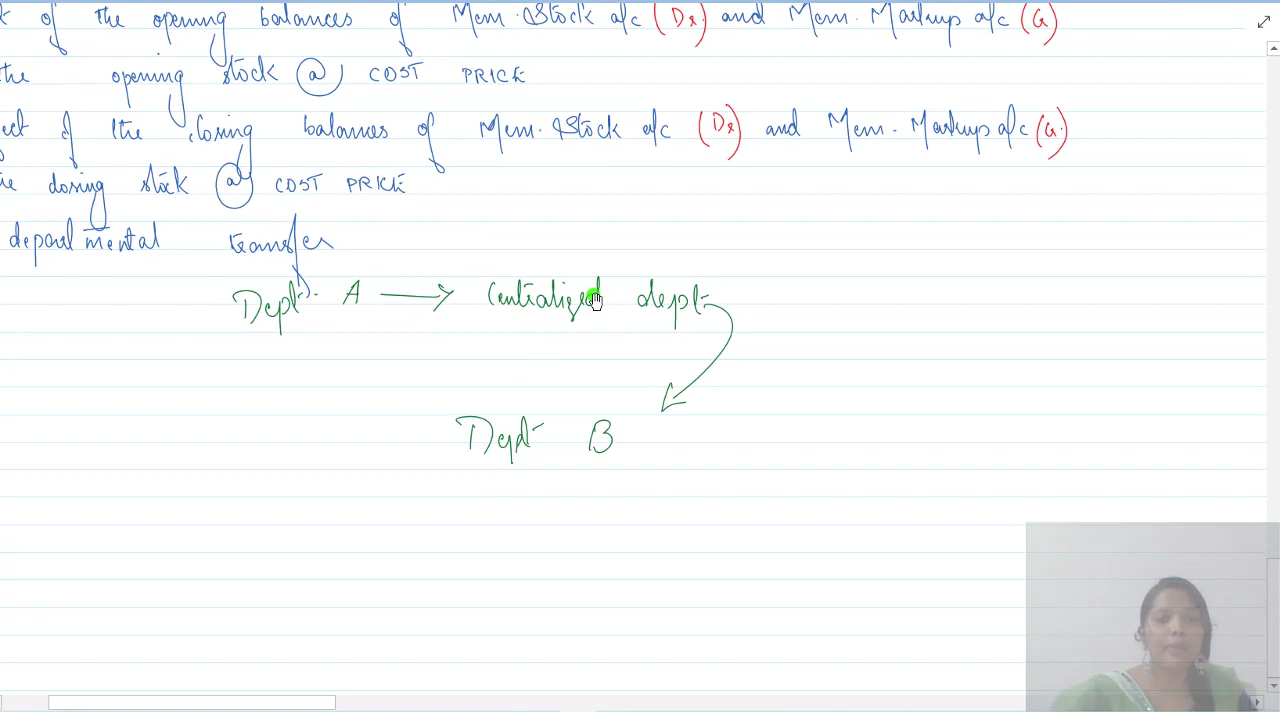 of the opening balances of Mem. Stock a/c (Dr) and Mem. Markup a/c (Cr)
the opening stock @ COST PRICE
ect of the closing balances of Mem. Stock a/c (Dr) and Mem. Markup a/c (Cr)
closing stock @ COST PRICE
departmental transfer
Dept. A → Centralized dept
Dept B